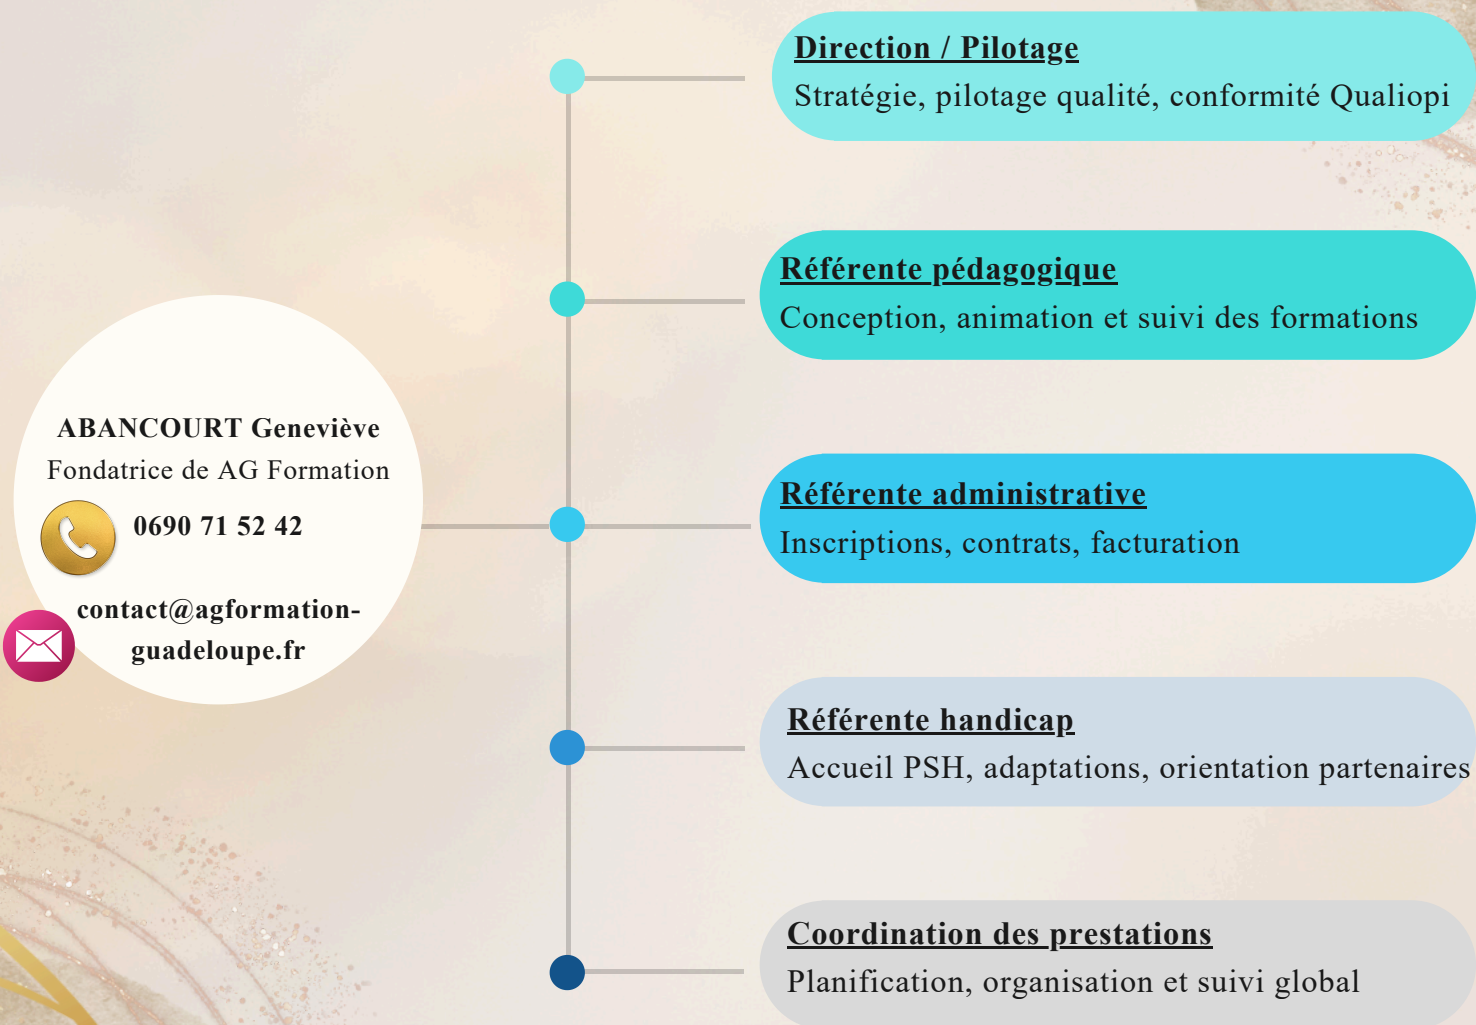 ABANCOURT Geneviève
Fondatrice de AG Formation
0690 71 52 42
contact@agformation-
guadeloupe.fr
Direction / Pilotage
Stratégie, pilotage qualité, conformité Qualiopi
Référente pédagogique
Conception, animation et suivi des formations
Référente administrative
Inscriptions, contrats, facturation
Référente handicap
Accueil PSH, adaptations, orientation partenaires
Coordination des prestations
Planification, organisation et suivi global